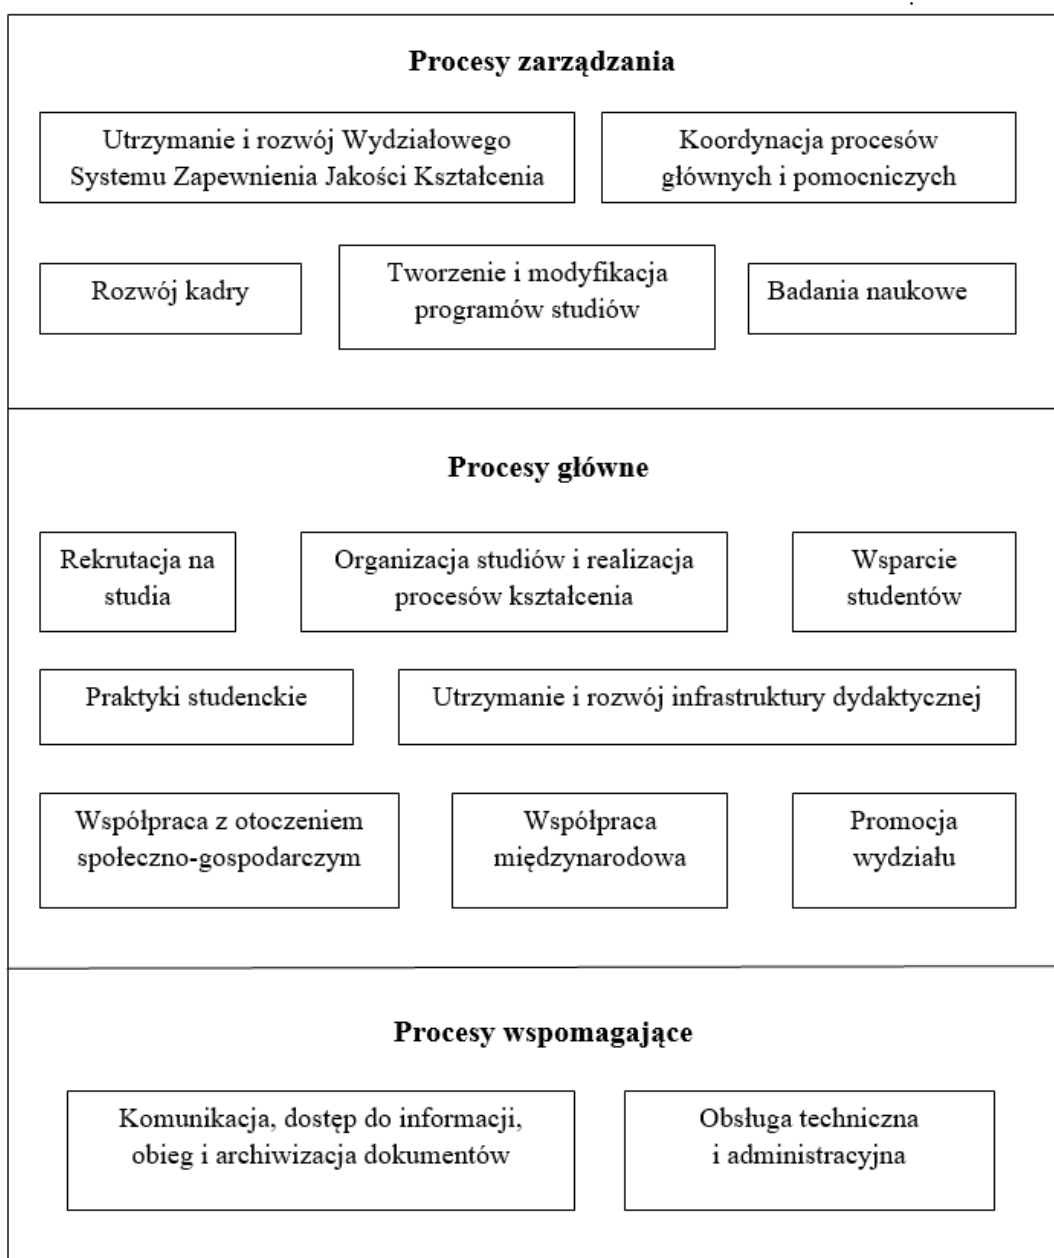 Procesy zarządzania
Utrzymanie i rozwój Wydziałowego
Systemu Zapewnienia Jakości Kształcenia
Koordynacja procesów
głównych i pomocniczych
Rozwój kadry
Tworzenie i modyfikacja
programów studiów
Badania naukowe
Procesy główne
Rekrutacja na
studia
Organizacja studiów i realizacja
procesów kształcenia
Wsparcie
studentów
Praktyki studenckie
Utrzymanie i rozwój infrastruktury dydaktycznej
Współpraca z otoczeniem
społeczno-gospodarczym
Współpraca
międzynarodowa
Promocja
wydziału
Procesy wspomagające
Komunikacja, dostęp do informacji,
obieg i archiwizacja dokumentów
Obsługa techniczna
i administracyjna